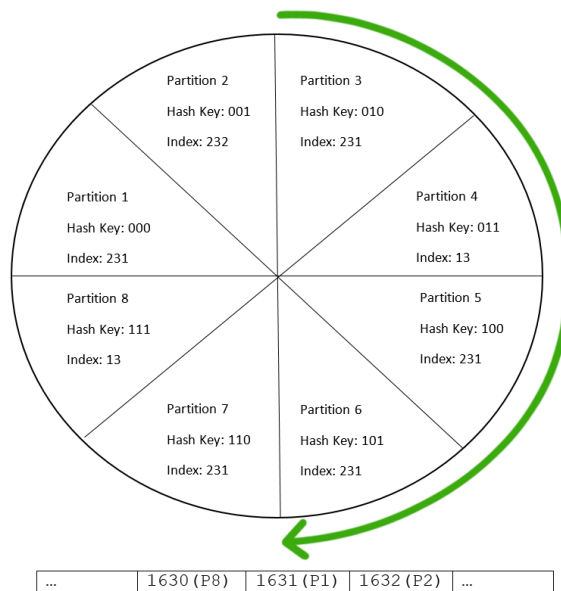 Partition 2
Hash Key: 001
Index: 232
Partition 3
Hash Key: 010
Index: 231
Partition 1
Hash Key: 000
Index: 231
Partition 4
Hash Key: 011
Index: 13
Partition 8
Hash Key: 111
Index: 13
Partition 5
Hash Key: 100
Index: 231
Partition 7
Hash Key: 110
Index: 231
Partition 6
Hash Key: 101
Index: 231
... 1630(P8) 1631(P1) 1632(P2) ...